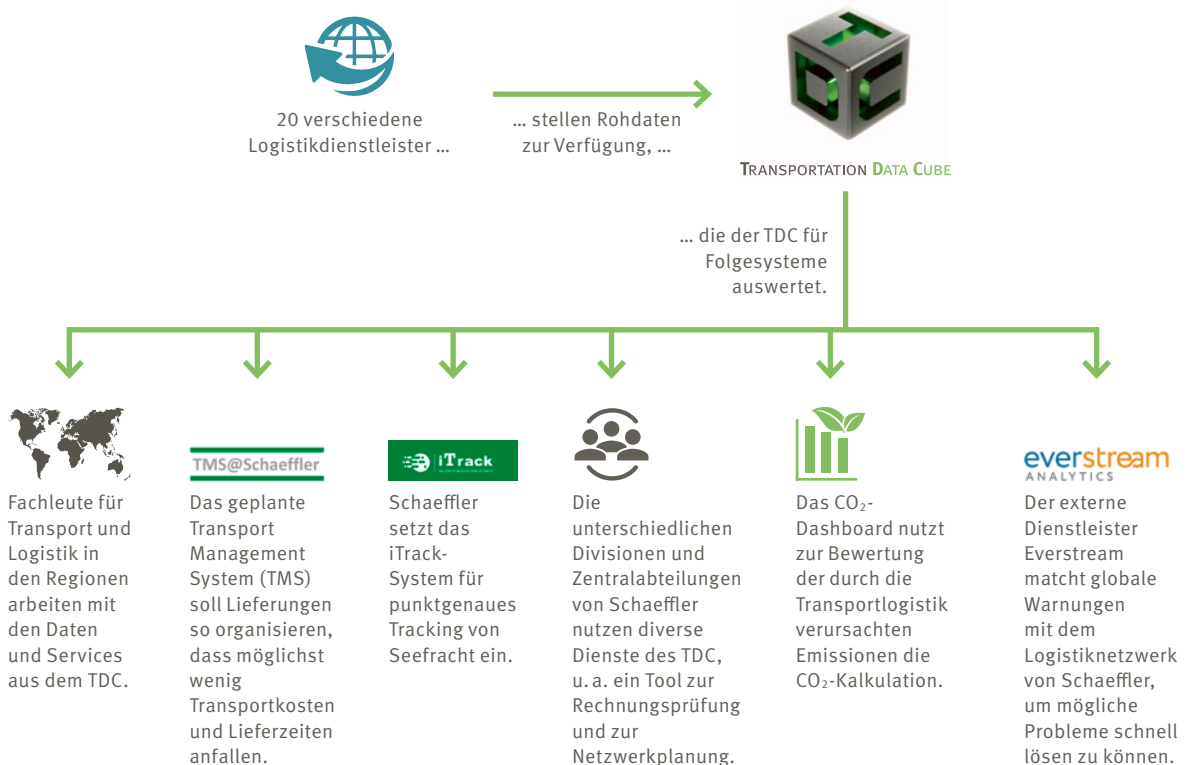 20 verschiedene
Logistikdienstleister ...
... stellen Rohdaten
zur Verfügung, ...
TRANSPORTATION DATA CUBE
... die der TDC für
Folgesysteme
auswertet.
Fachleute für
Transport und
Logistik in
den Regionen
arbeiten mit
den Daten
und Services
aus dem TDC.
TMS@Schaeffler
Das geplante
Transport
Management
System (TMS)
soll Lieferungen
so organisieren,
dass möglichst
wenig
Transportkosten
und Lieferzeiten
anfallen.
iTrack
Schaeffler
setzt das
iTrack-
System für
punktgenaues
Tracking von
Seefracht ein.
Die
unterschiedlichen
Divisionen und
Zentralabteilungen
von Schaeffler
nutzen diverse
Dienste des TDC,
u. a. ein Tool zur
Rechnungsprüfung
und zur
Netzwerkplanung.
Das CO₂-
Dashboard nutzt
zur Bewertung
der durch die
Transportlogistik
verursachten
Emissionen die
CO₂-Kalkulation.
everstream
ANALYTICS
Der externe
Dienstleister
Everstream
matcht globale
Warnungen
mit dem
Logistiknetzwerk
von Schaeffler,
um mögliche
Probleme schnell
lösen zu können.